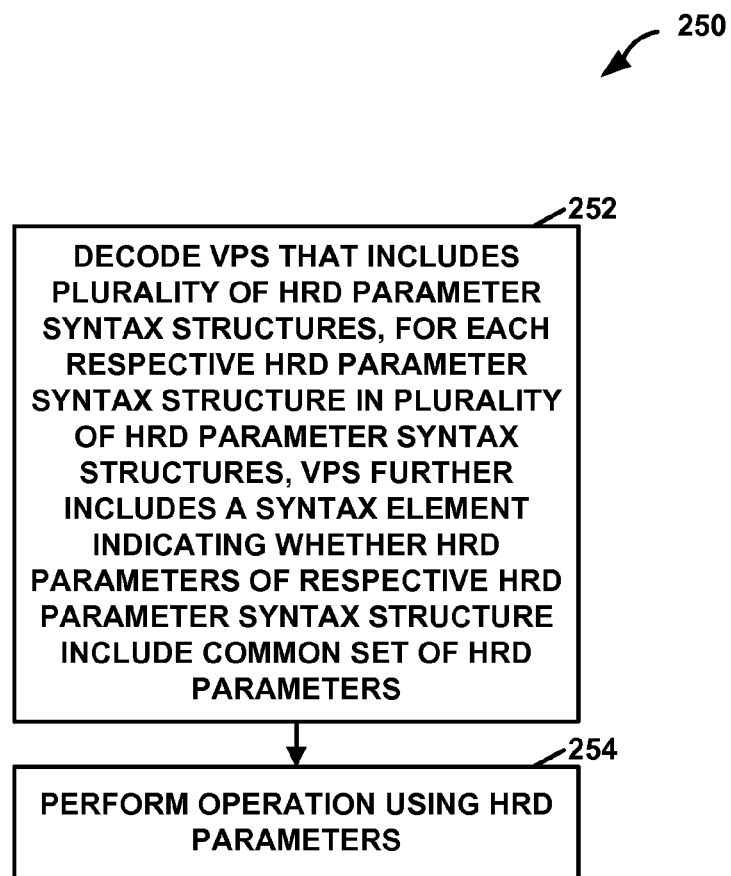 250
252
DECODE VPS THAT INCLUDES
PLURALITY OF HRD PARAMETER
SYNTAX STRUCTURES, FOR EACH
RESPECTIVE HRD PARAMETER
SYNTAX STRUCTURE IN PLURALITY
OF HRD PARAMETER SYNTAX
STRUCTURES, VPS FURTHER
INCLUDES A SYNTAX ELEMENT
INDICATING WHETHER HRD
PARAMETERS OF RESPECTIVE HRD
PARAMETER SYNTAX STRUCTURE
INCLUDE COMMON SET OF HRD
PARAMETERS
254
PERFORM OPERATION USING HRD
PARAMETERS